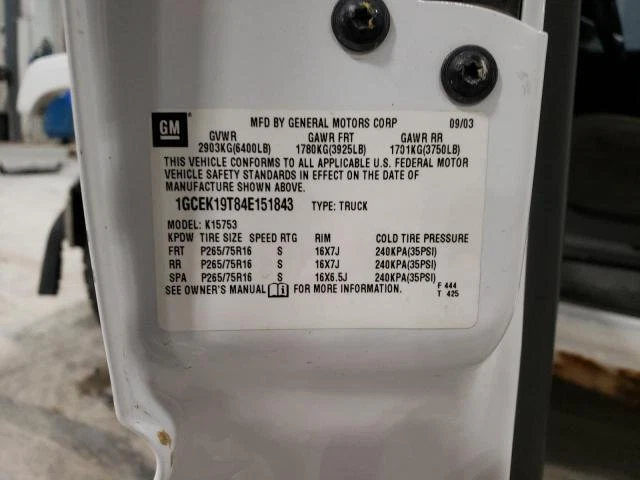 GM MFD BY GENERAL MOTORS CORP 09/03
GVWR GAWR FRT GAWR RR
2903KG(6400LB) 1780KG(3925LB) 1701KG(3750LB)
THIS VEHICLE CONFORMS TO ALL APPLICABLE U.S. FEDERAL MOTOR
VEHICLE SAFETY STANDARDS IN EFFECT ON THE DATE OF
MANUFACTURE SHOWN ABOVE.
1GCEK19T84E151843 TYPE: TRUCK
MODEL: K15753
KPDW TIRE SIZE SPEED RTG RIM COLD TIRE PRESSURE
FRT P265/75R16 S 16X7J 240KPA(35PSI)
RR P265/75R16 S 16X7J 240KPA(35PSI)
SPA P265/75R16 S 16X6.5J 240KPA(35PSI)
SEE OWNER'S MANUAL FOR MORE INFORMATION. F 444
T 425